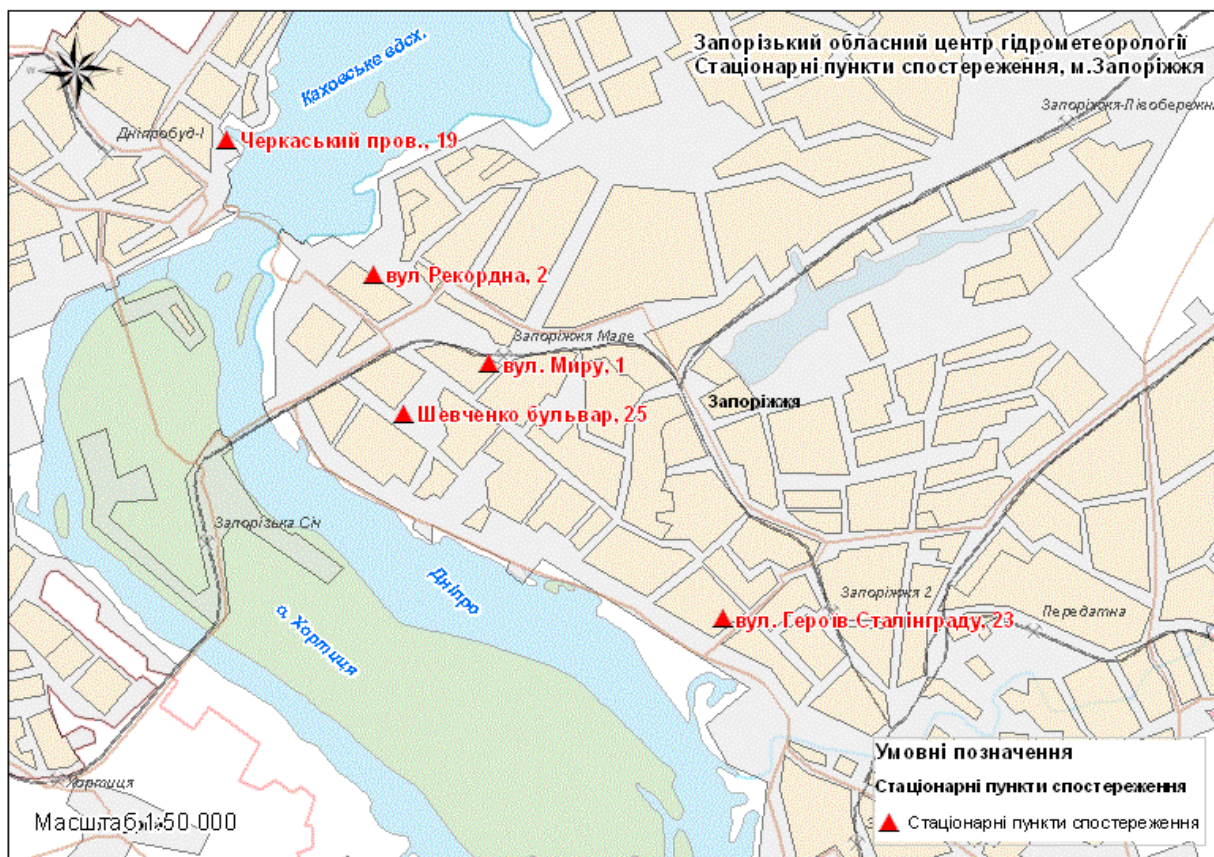 Каховське вдсх.
Запорізький обласний центр гідрометеорології
Стаціонарні пункти спостереження, м.Запоріжжя
W E
Запоріжжя-Лівобережна
Дніпробуд-І
Черкаський пров., 19
вул Рекордна, 2
Запоріжжя Мале
вул. Миру, 1
Запоріжжя
Шевченко бульвар, 25
Запорізька Січ
Дніпро
о. Хортиця
Запоріжжя 2
Передатна
вул. Героїв Сталінграду, 23
Умовні позначення
Стаціонарні пункти спостереження
Стаціонарні пункти спостереження
Хортиця
Масштаб 1:50 000